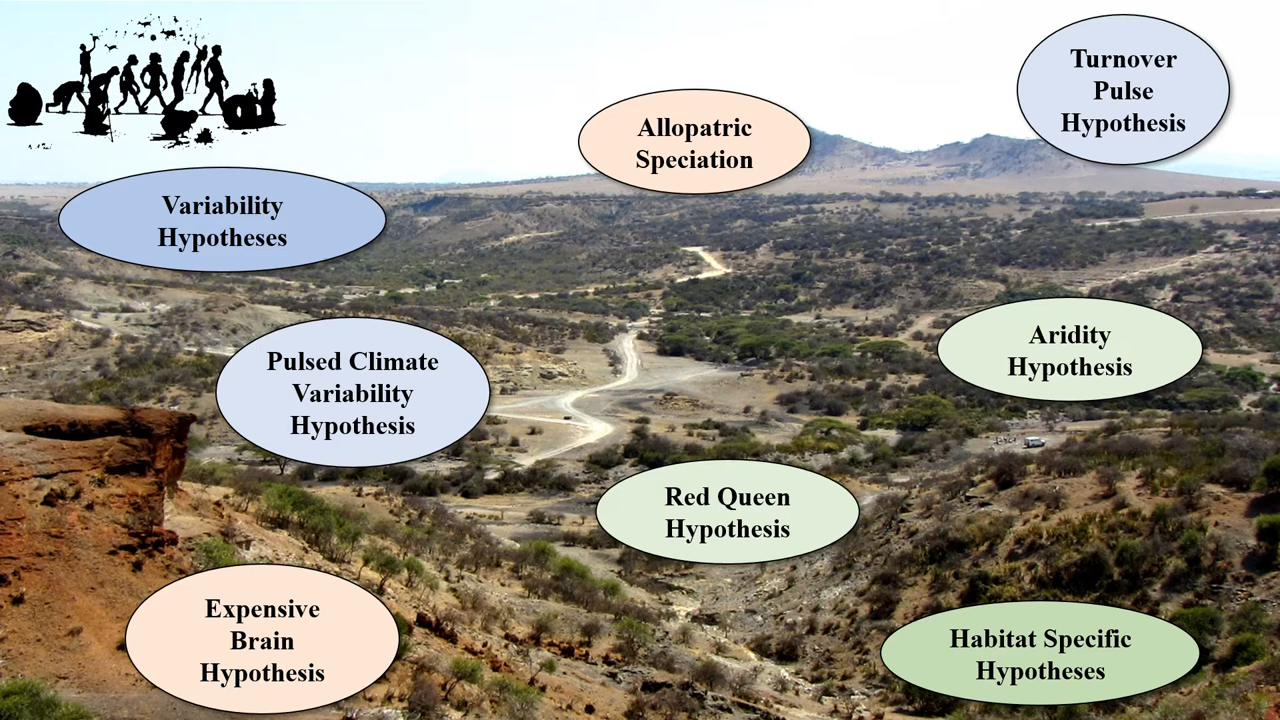 Turnover
Pulse
Hypothesis
Allopatric
Speciation
Variability
Hypotheses
Aridity
Hypothesis
Pulsed Climate
Variability
Hypothesis
Red Queen
Hypothesis
Expensive
Brain
Hypothesis
Habitat Specific
Hypotheses